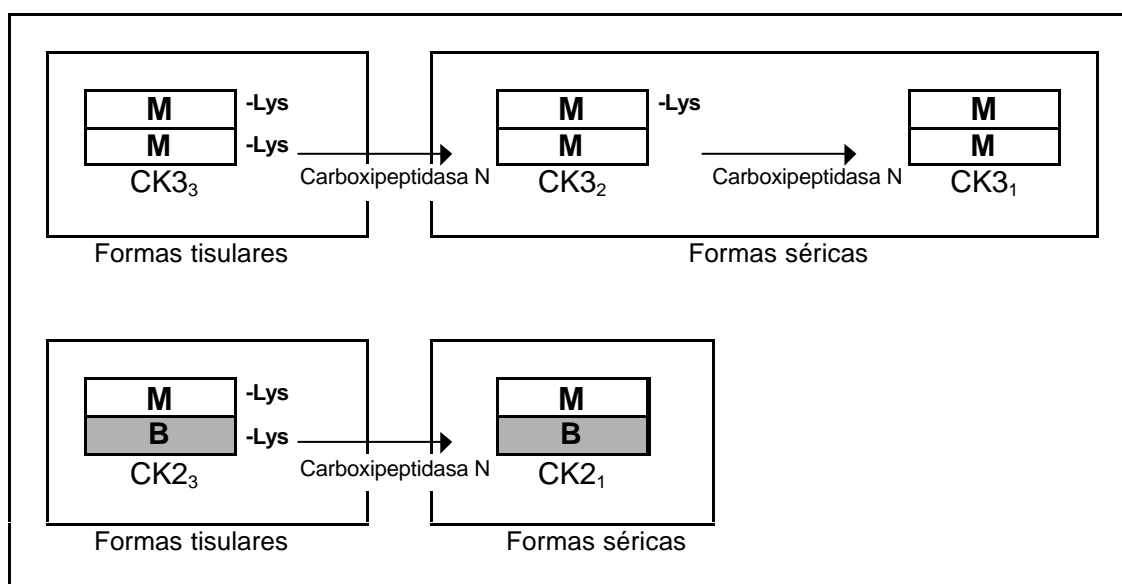 M -Lys M -Lys M
M -Lys M M
CK3₃ Carboxipeptidasa N CK3₂ Carboxipeptidasa N CK3₁
Formas tisulares Formas séricas
M -Lys M
B -Lys B
CK2₃ Carboxipeptidasa N CK2₁
Formas tisulares Formas séricas